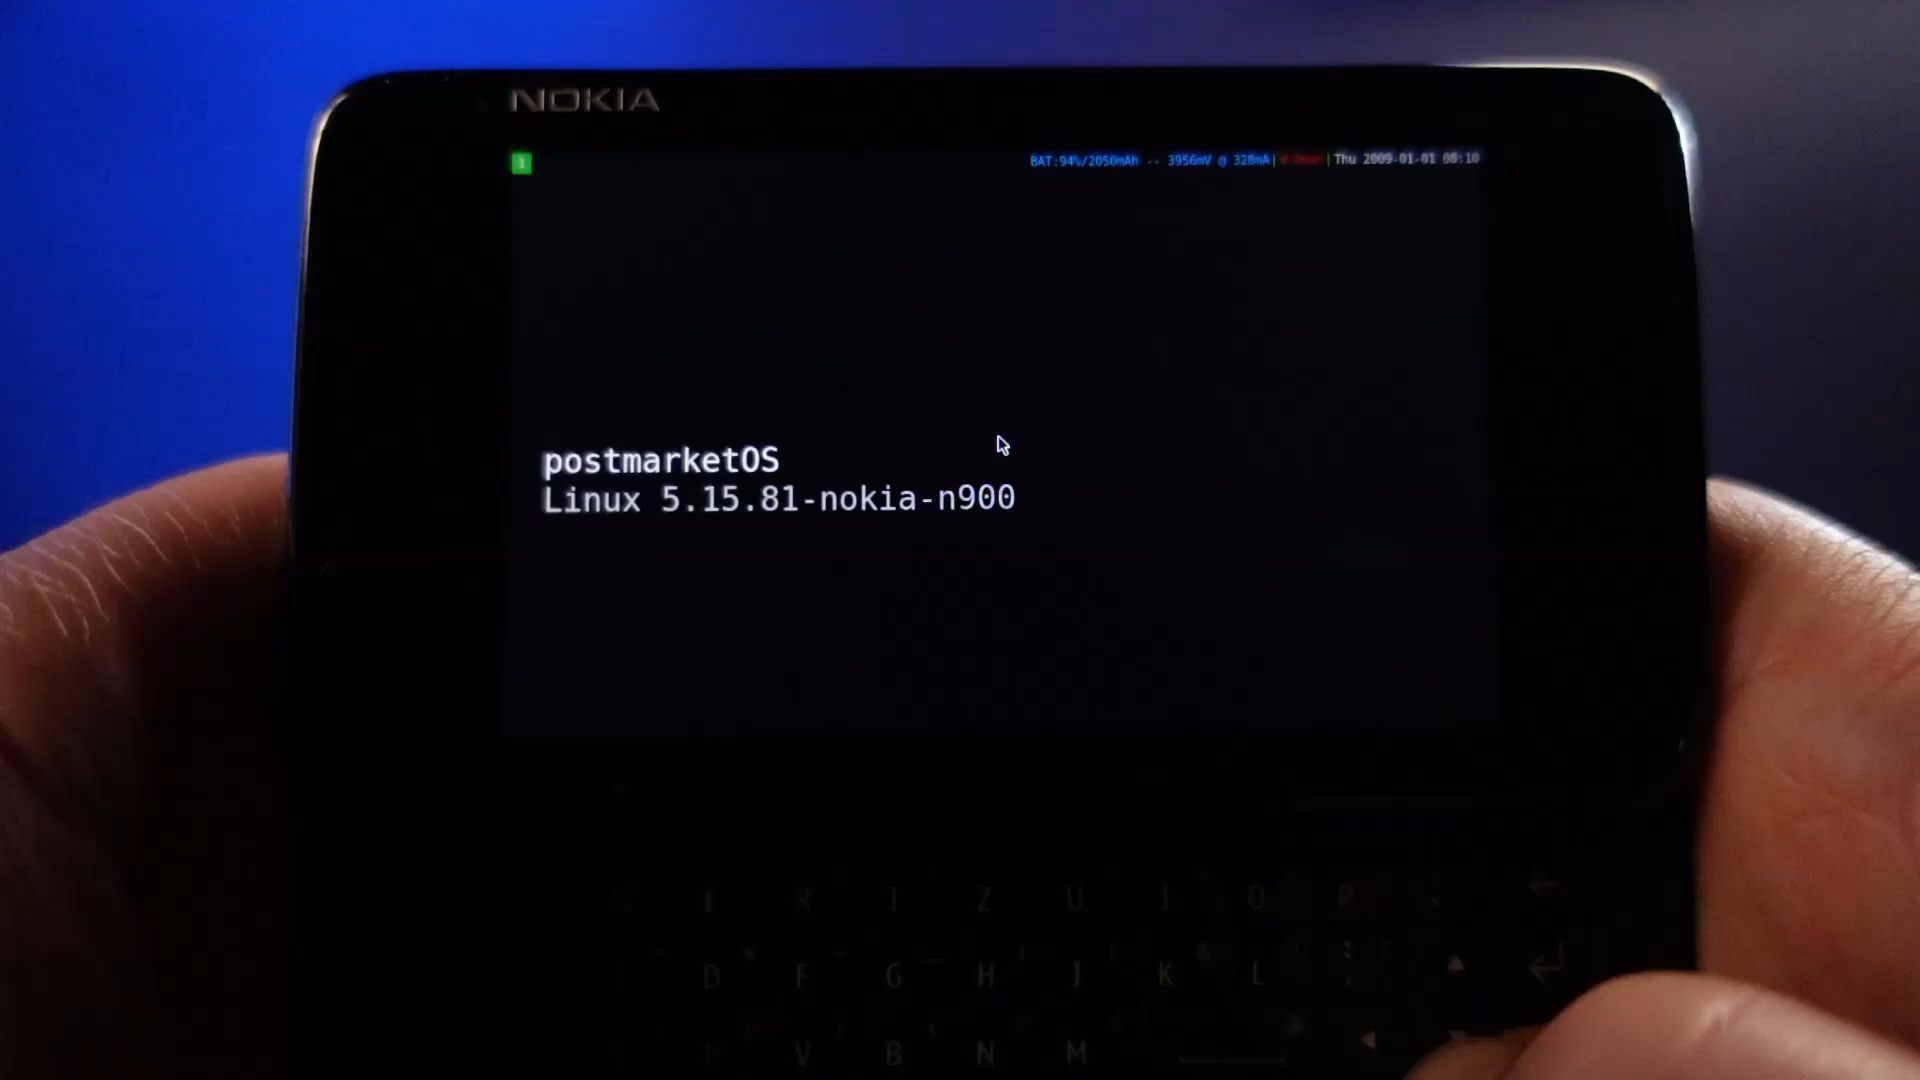 NOKIA
1
BAT:94%/2050mAh -- 3956mV @ 328mA| |Thu 2009-01-01 08:10
postmarketOS
Linux 5.15.81-nokia-n900
E R T Z U I O P
D F G H J K L
V B N M